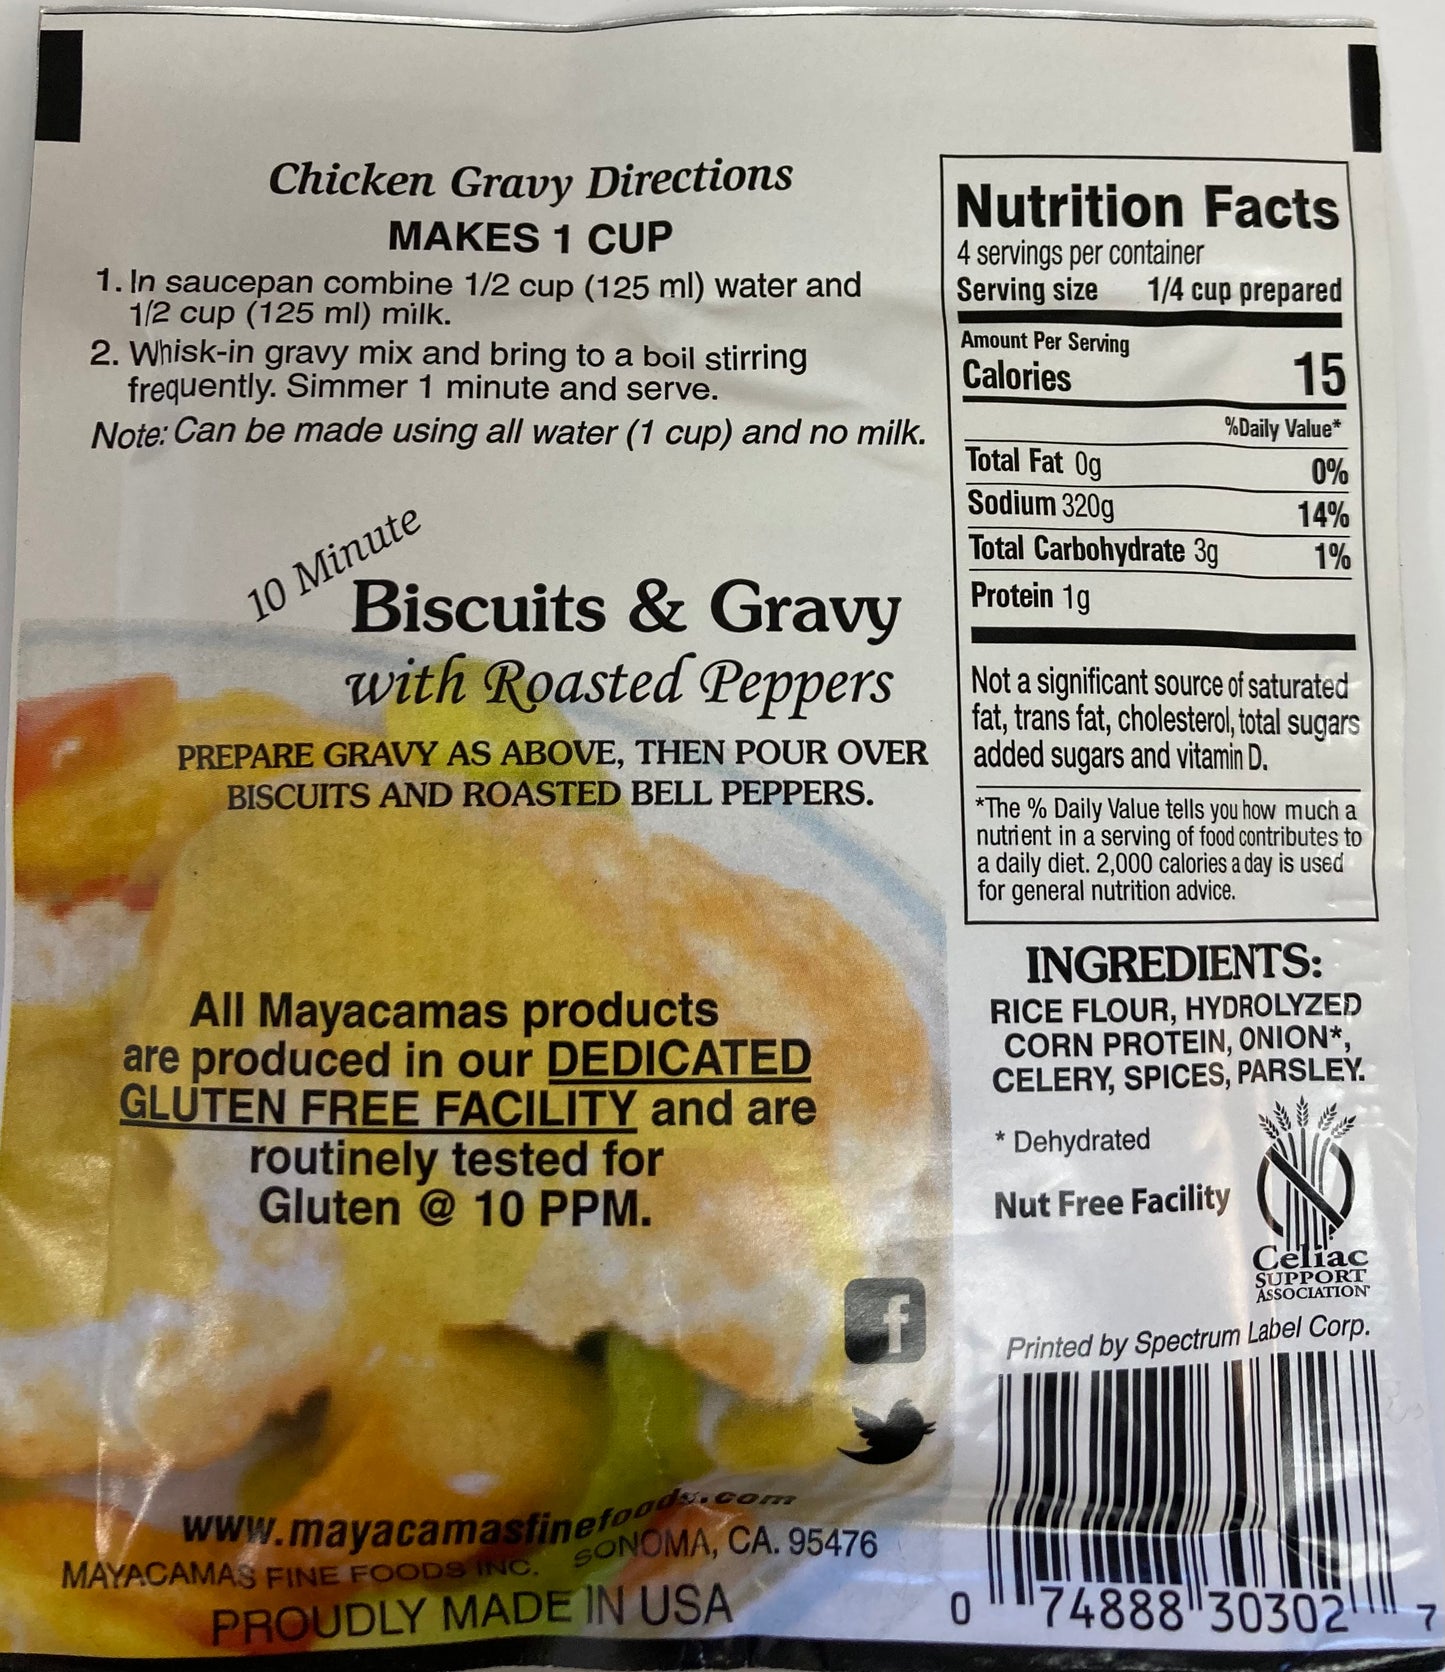 Chicken Gravy Directions
MAKES 1 CUP
1. In saucepan combine 1/2 cup (125 ml) water and
1/2 cup (125 ml) milk.
2. Whisk-in gravy mix and bring to a boil stirring
frequently. Simmer 1 minute and serve.
Note: Can be made using all water (1 cup) and no milk.
10 Minute
Biscuits & Gravy
with Roasted Peppers
PREPARE GRAVY AS ABOVE, THEN POUR OVER
BISCUITS AND ROASTED BELL PEPPERS.
All Mayacamas products
are produced in our DEDICATED
GLUTEN FREE FACILITY and are
routinely tested for
Gluten @ 10 PPM.
f
www.mayacamasfinefoods.com
MAYACAMAS FINE FOODS INC. SONOMA, CA. 95476
PROUDLY MADE IN USA
Nutrition Facts
4 servings per container
Serving size 1/4 cup prepared
Amount Per Serving
Calories 15
%Daily Value*
Total Fat 0g 0%
Sodium 320g 14%
Total Carbohydrate 3g 1%
Protein 1g
Not a significant source of saturated
fat, trans fat, cholesterol, total sugars
added sugars and vitamin D.
*The % Daily Value tells you how much a
nutrient in a serving of food contributes to
a daily diet. 2,000 calories a day is used
for general nutrition advice.
INGREDIENTS:
RICE FLOUR, HYDROLYZED
CORN PROTEIN, ONION*,
CELERY, SPICES, PARSLEY.
* Dehydrated
Nut Free Facility
Celiac
SUPPORT
ASSOCIATION
Printed by Spectrum Label Corp.
0 74888 30302 7